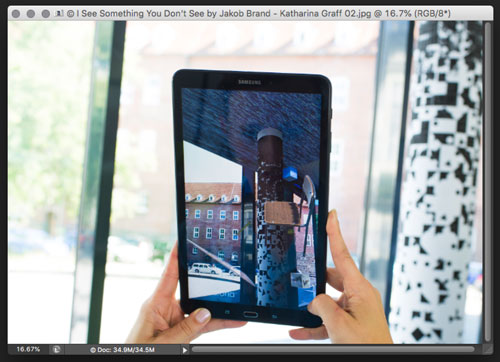 © I See Something You Don't See by Jakob Brand - Katharina Graff 02.jpg @ 16.7% (RGB/8*)
SAMSUNG
16.67%
© Doc: 34.9M/34.5M